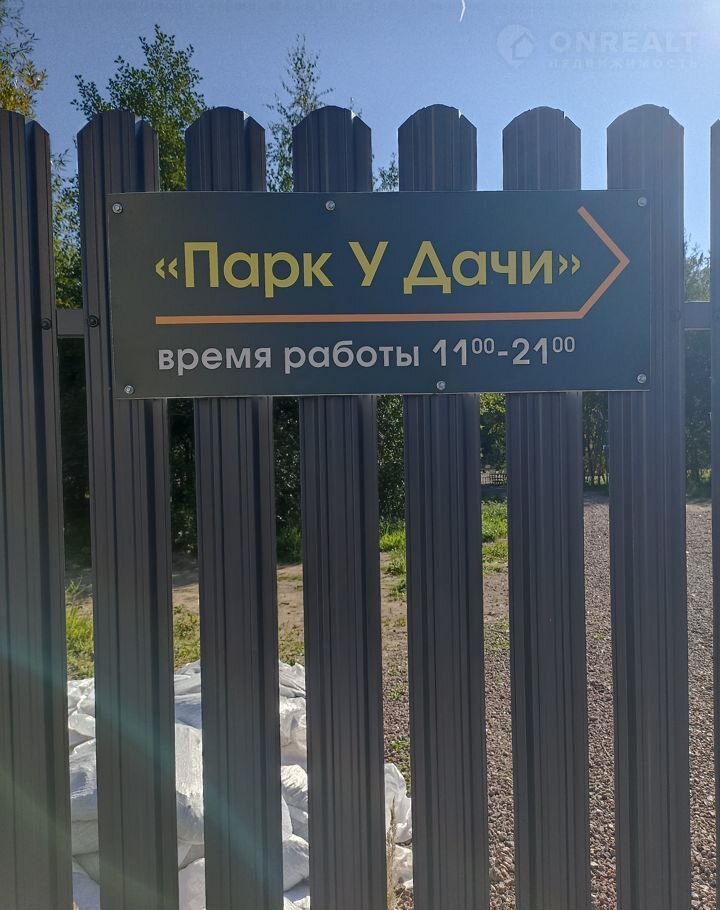 ONREALT
НЕДВИЖИМОСТЬ
«Парк У Дачи»
время работы 11⁰⁰-21⁰⁰